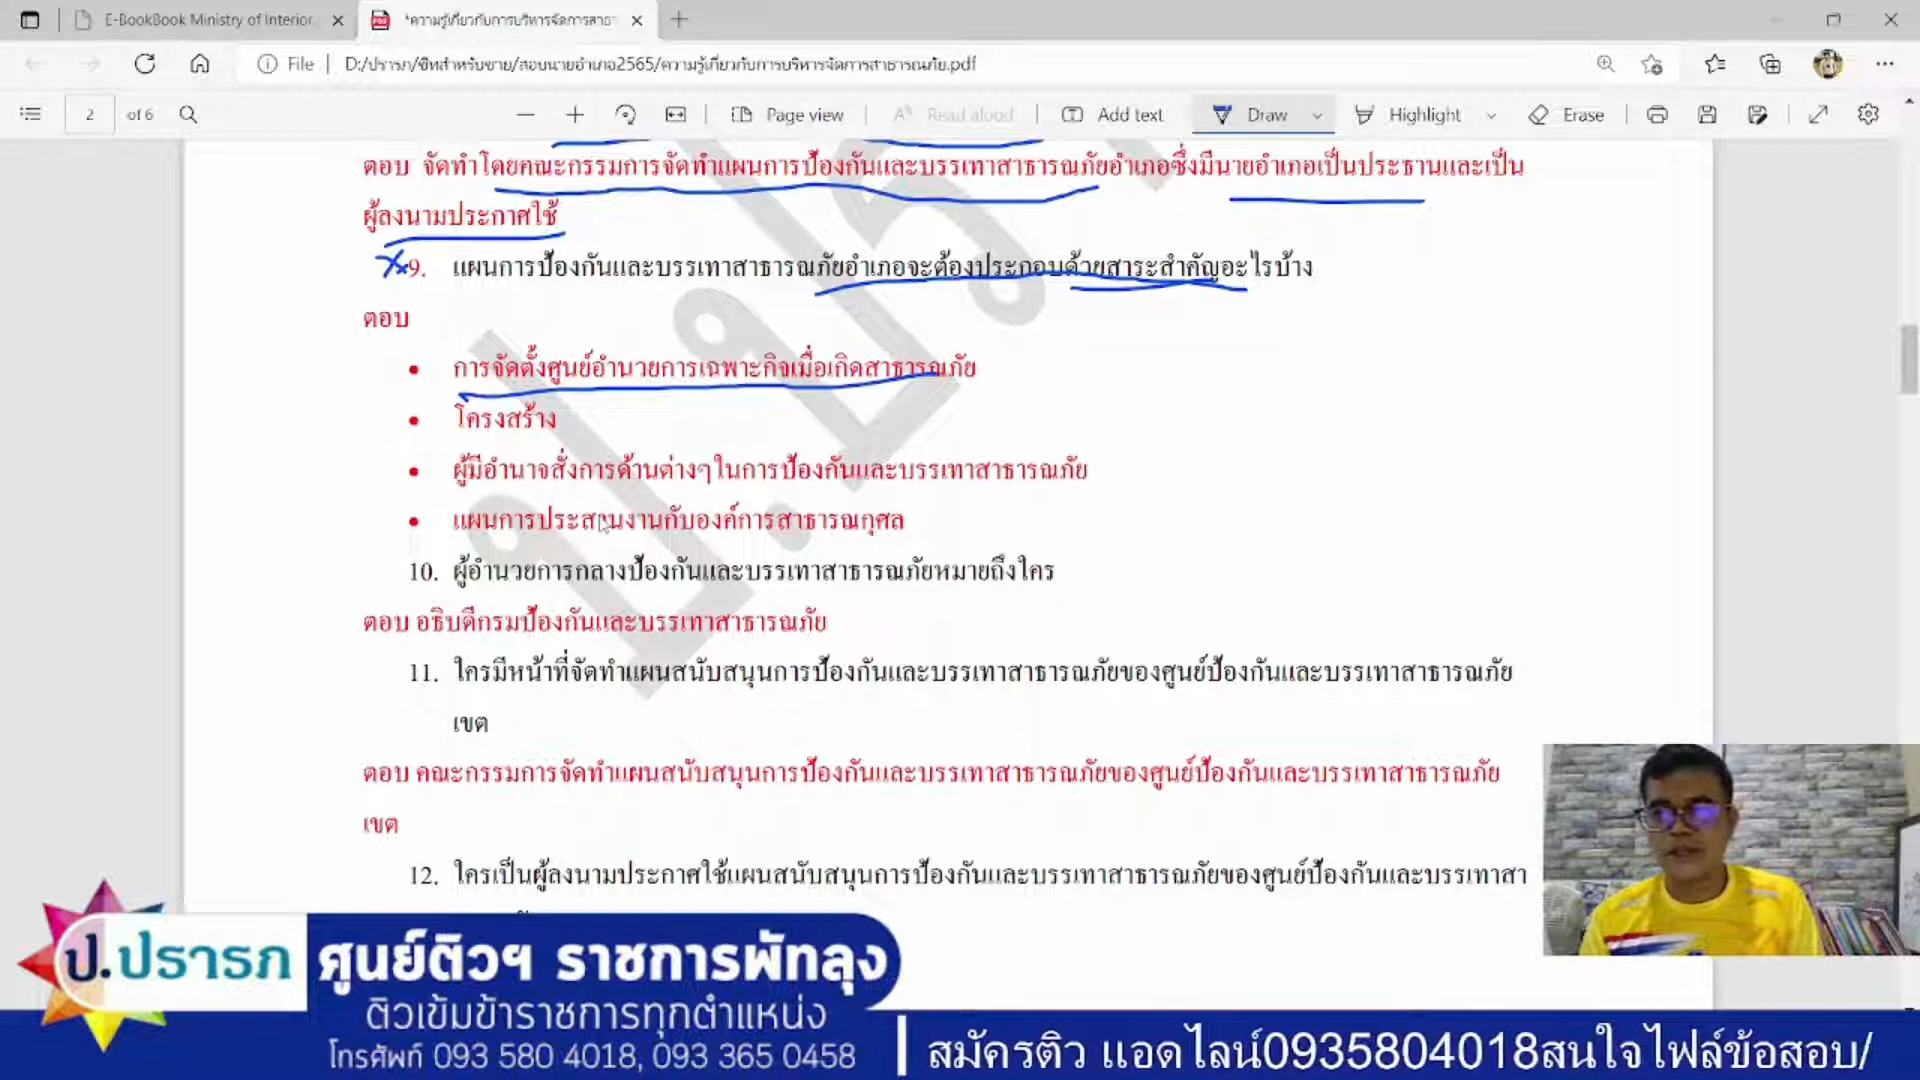 E-BookBook Ministry of Interior
*ความรู้เกี่ยวกับการบริหารจัดการสาธา
File
D:/ปรารภ/ชีทสำหรับขาย/สอบนายอำเภอ2565/ความรู้เกี่ยวกับการบริหารจัดการสาธารณภัย.pdf
2 of 6
Page view
Read aloud
Add text
Draw
Highlight
Erase
ตอบ จัดทำโดยคณะกรรมการจัดทำแผนการป้องกันและบรรเทาสาธารณภัยอำเภอซึ่งมีนายอำเภอเป็นประธานและเป็น
ผู้ลงนามประกาศใช้
9. แผนการป้องกันและบรรเทาสาธารณภัยอำเภอจะต้องประกอบด้วยสาระสำคัญอะไรบ้าง
ตอบ
• การจัดตั้งศูนย์อำนวยการเฉพาะกิจเมื่อเกิดสาธารณภัย
• โครงสร้าง
• ผู้มีอำนาจสั่งการด้านต่างๆในการป้องกันและบรรเทาสาธารณภัย
• แผนการประสานงานกับองค์การสาธารณกุศล
10. ผู้อำนวยการกลางป้องกันและบรรเทาสาธารณภัยหมายถึงใคร
ตอบ อธิบดีกรมป้องกันและบรรเทาสาธารณภัย
11. ใครมีหน้าที่จัดทำแผนสนับสนุนการป้องกันและบรรเทาสาธารณภัยของศูนย์ป้องกันและบรรเทาสาธารณภัย
เขต
ตอบ คณะกรรมการจัดทำแผนสนับสนุนการป้องกันและบรรเทาสาธารณภัยของศูนย์ป้องกันและบรรเทาสาธารณภัย
เขต
12. ใครเป็นผู้ลงนามประกาศใช้แผนสนับสนุนการป้องกันและบรรเทาสาธารณภัยของศูนย์ป้องกันและบรรเทาสา
ป.ปรารภ
ศูนย์ติวฯ ราชการพัทลุง
ติวเข้มข้าราชการทุกตำแหน่ง
โทรศัพท์ 093 580 4018, 093 365 0458
สมัครติว แอดไลน์0935804018สนใจไฟล์ข้อสอบ/